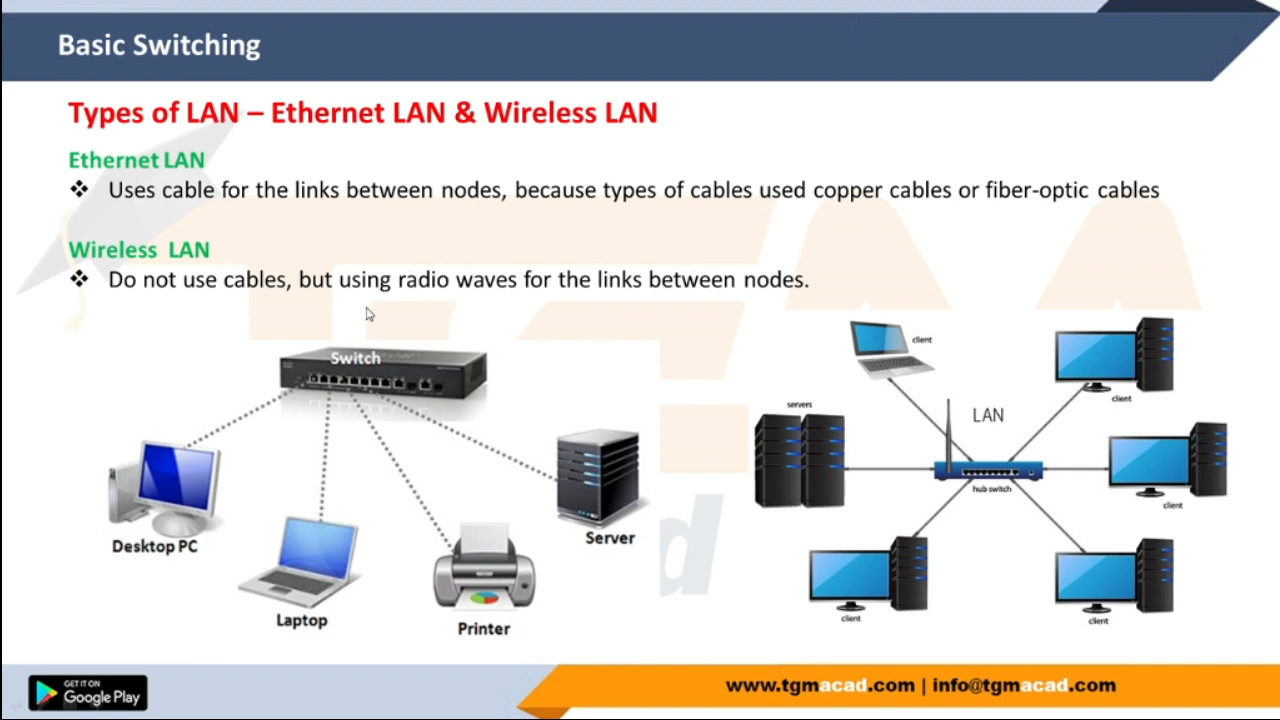 Basic Switching
Types of LAN – Ethernet LAN & Wireless LAN
Ethernet LAN
❖ Uses cable for the links between nodes, because types of cables used copper cables or fiber-optic cables
Wireless LAN
❖ Do not use cables, but using radio waves for the links between nodes.
Switch
Desktop PC
Laptop
Printer
Server
client
client
servers
LAN
hub switch
client
client
client
GET IT ON
Google Play
www.tgmacad.com | info@tgmacad.com